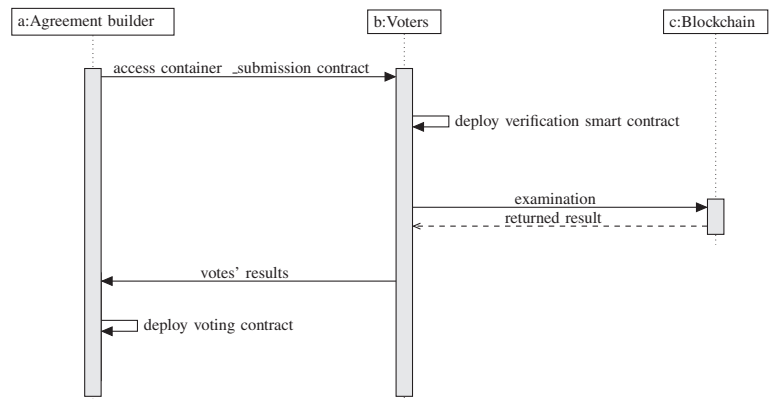 a:Agreement builder
b:Voters
c:Blockchain
access container _submission contract
deploy verification smart contract
examination
returned result
votes' results
deploy voting contract